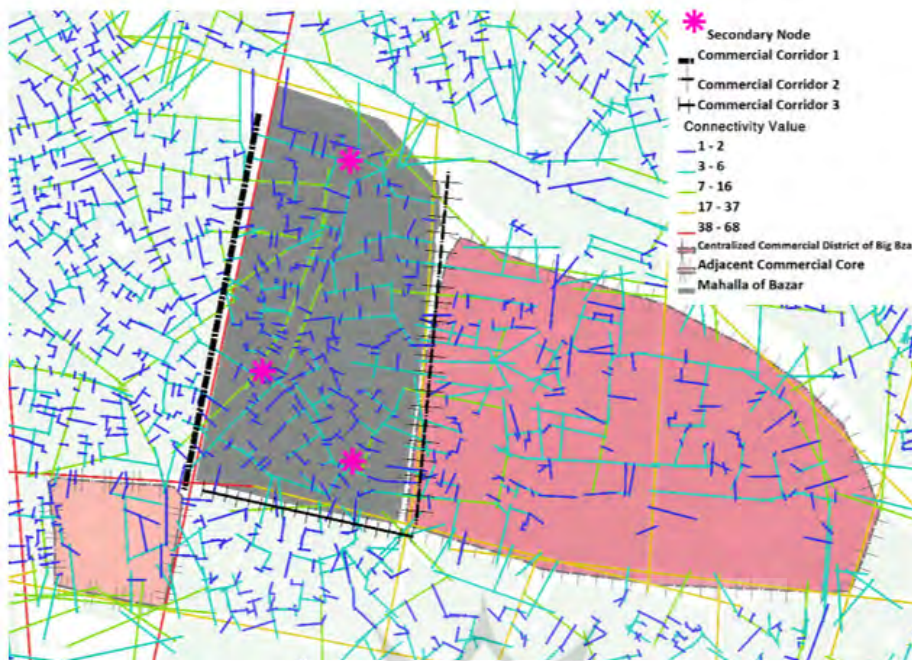 Secondary Node
Commercial Corridor 1
Commercial Corridor 2
Commercial Corridor 3
Connectivity Value
1 - 2
3 - 6
7 - 16
17 - 37
38 - 68
Centralized Commercial District of Big Baza
Adjacent Commercial Core
Mahalla of Bazar